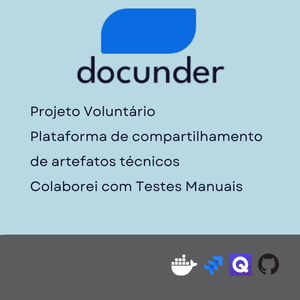 docunder
Projeto Voluntário
Plataforma de compartilhamento
de artefatos técnicos
Colaborei com Testes Manuais